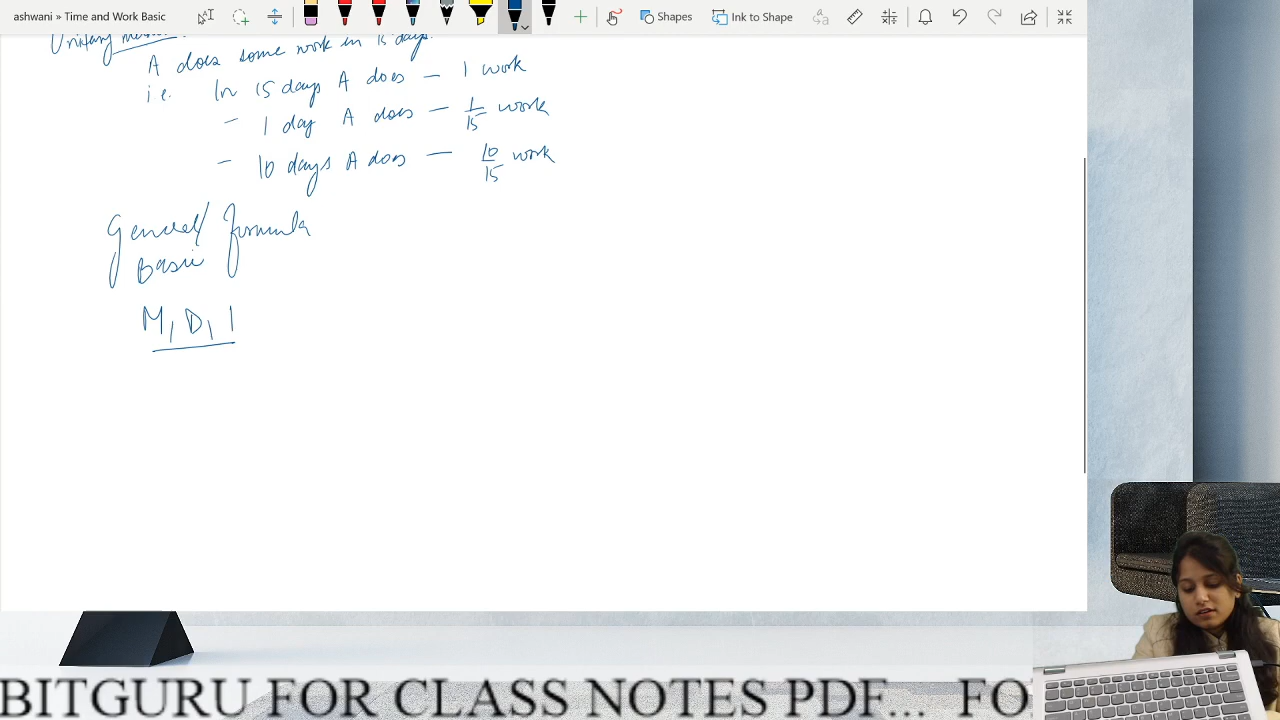 ashwani » Time and Work Basic
Shapes
Ink to Shape
Unitary
A does some work in 15 days.
i.e. In 15 days A does — 1 work
— 1 day A does — 1/15 work
— 10 days A does — 10/15 work
General formula
Basic
M₁ D₁ 1
BITGURU FOR CLASS NOTES PDF... FO